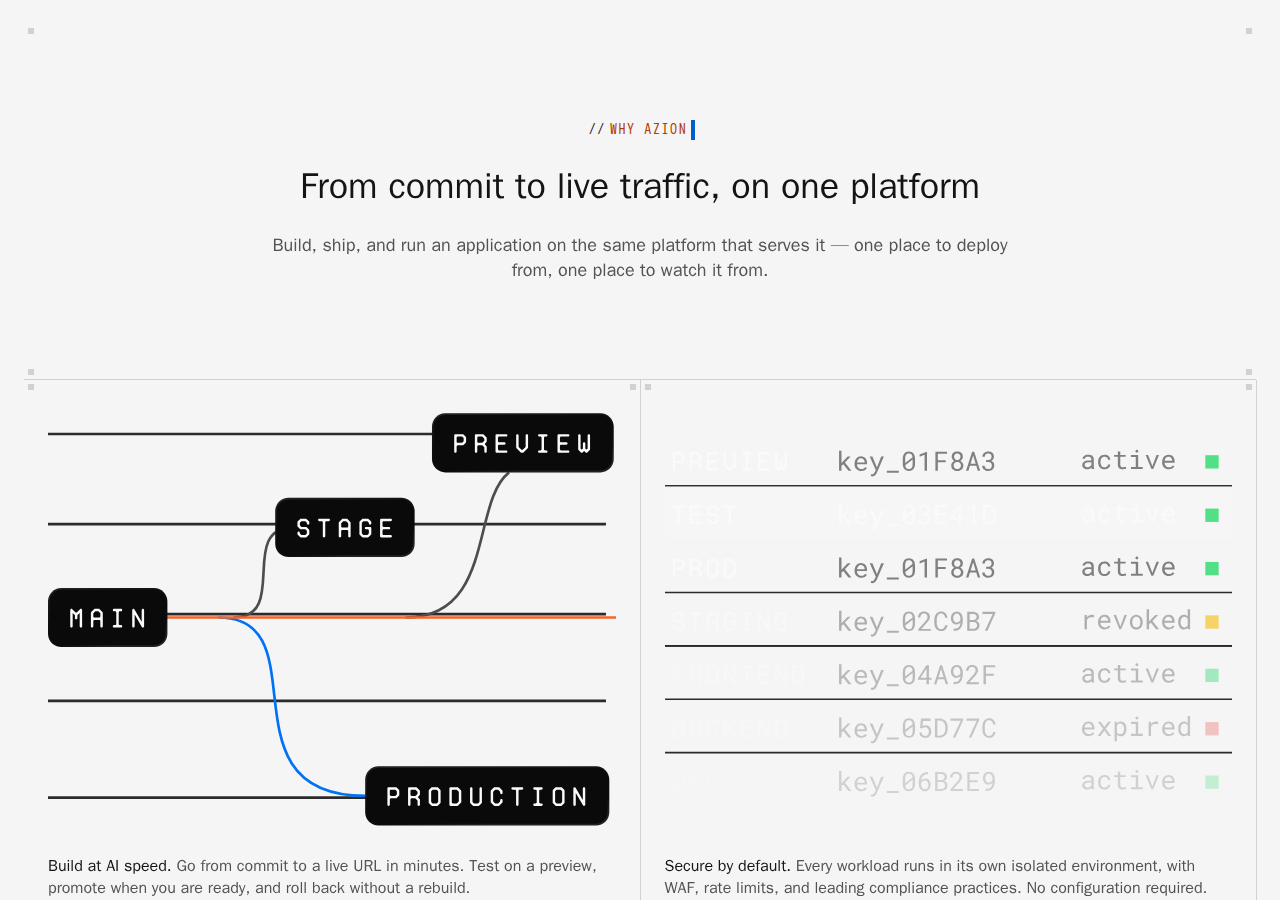 // WHY AZION
From commit to live traffic, on one platform
Build, ship, and run an application on the same platform that serves it — one place to deploy
from, one place to watch it from.
PREVIEW
STAGE
MAIN
PRODUCTION
Build at AI speed. Go from commit to a live URL in minutes. Test on a preview,
promote when you are ready, and roll back without a rebuild.
PREVIEW key_01F8A3 active
TEST key_03E41D active
PROD key_01F8A3 active
STAGING key_02C9B7 revoked
FRONTEND key_04A92F active
BACKEND key_05D77C expired
key_06B2E9 active
Secure by default. Every workload runs in its own isolated environment, with
WAF, rate limits, and leading compliance practices. No configuration required.